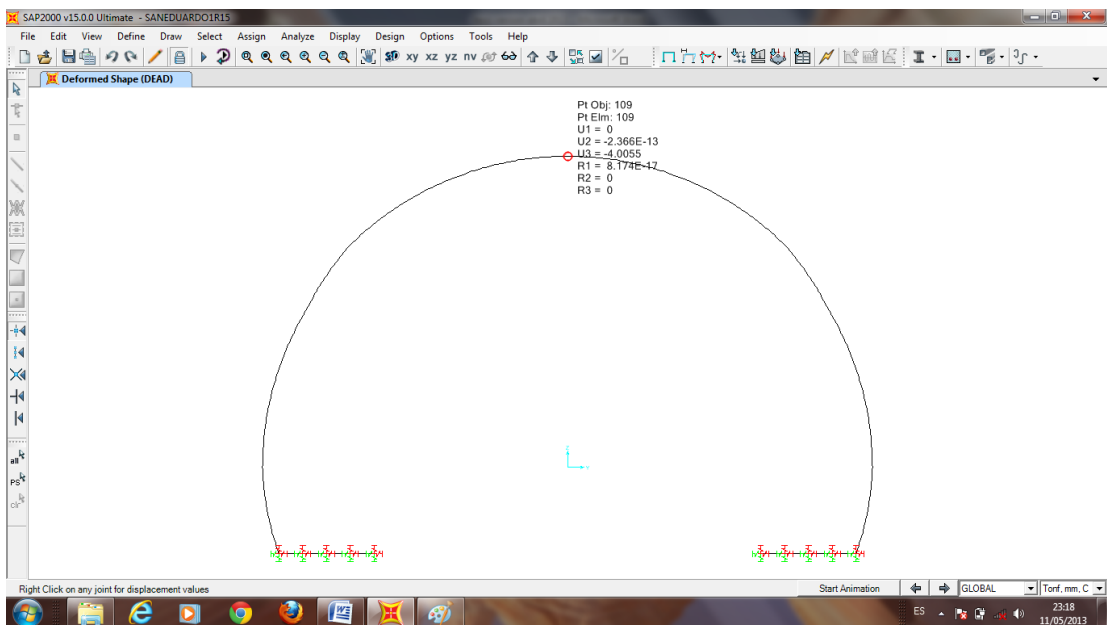 SAP2000 v15.0.0 Ultimate - SANEDUARDO1R15
File Edit View Define Draw Select Assign Analyze Display Design Options Tools Help
xy xz yz nv
Deformed Shape (DEAD)
Pt Obj: 109
Pt Elm: 109
U1 = 0
U2 = -2.366E-13
U3 = -4.0055
R1 = 8.174E-17
R2 = 0
R3 = 0
all
PS
clr
Right Click on any joint for displacement values
Start Animation
GLOBAL
Tonf, mm, C
ES
23:18
11/05/2013